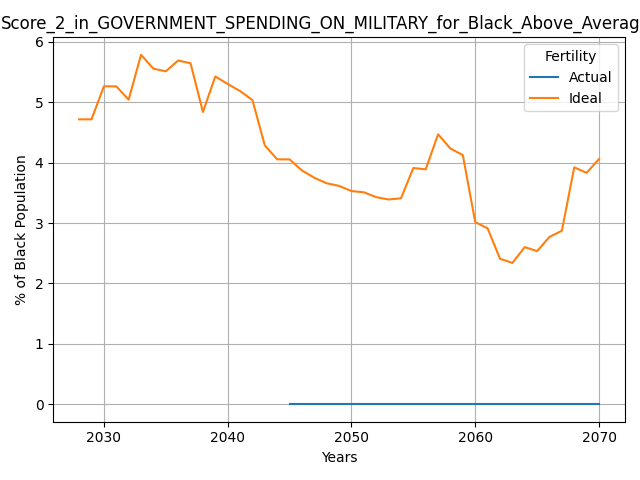 Score_2_in_GOVERNMENT_SPENDING_ON_MILITARY_for_Black_Above_Averag
6
5
4
3
2
1
0
% of Black Population
Fertility
Actual
Ideal
2030 2040 2050 2060 2070
Years